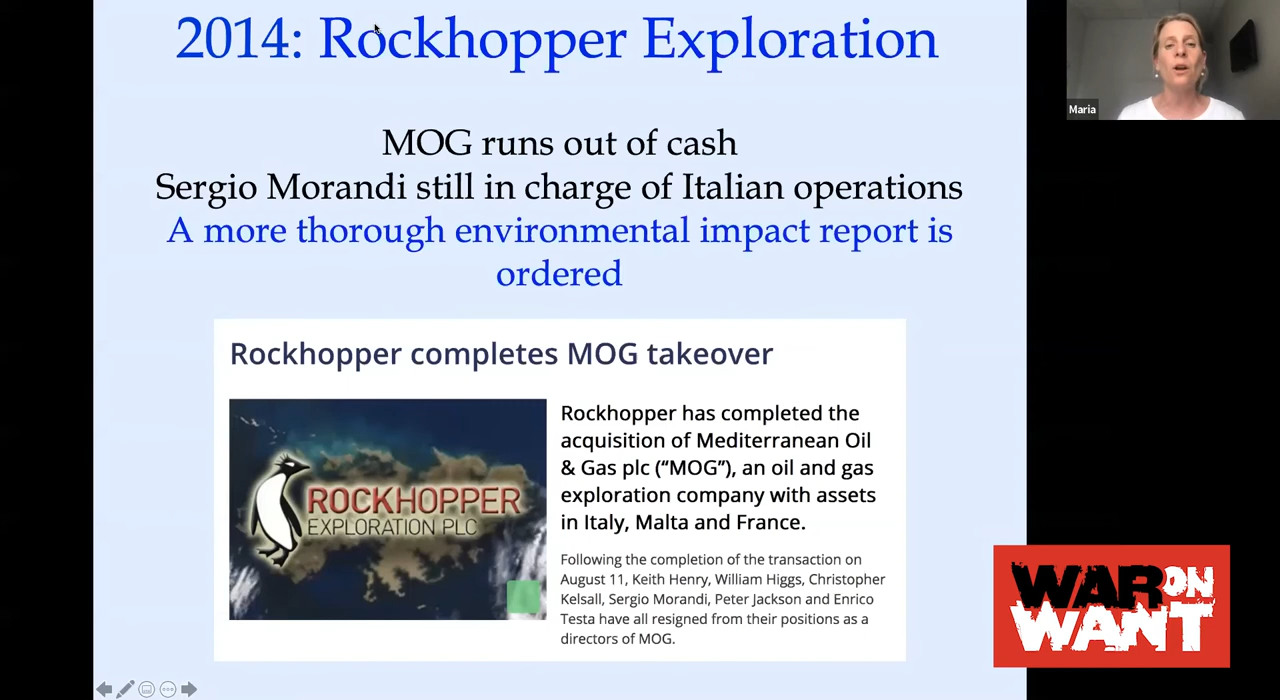 2014: Rockhopper Exploration
MOG runs out of cash
Sergio Morandi still in charge of Italian operations
A more thorough environmental impact report is
ordered
Rockhopper completes MOG takeover
ROCKHOPPER
EXPLORATION PLC
Rockhopper has completed the
acquisition of Mediterranean Oil
& Gas plc (“MOG”), an oil and gas
exploration company with assets
in Italy, Malta and France.
Following the completion of the transaction on
August 11, Keith Henry, William Higgs, Christopher
Kelsall, Sergio Morandi, Peter Jackson and Enrico
Testa have all resigned from their positions as a
directors of MOG.
Maria
WAR ON
WANT